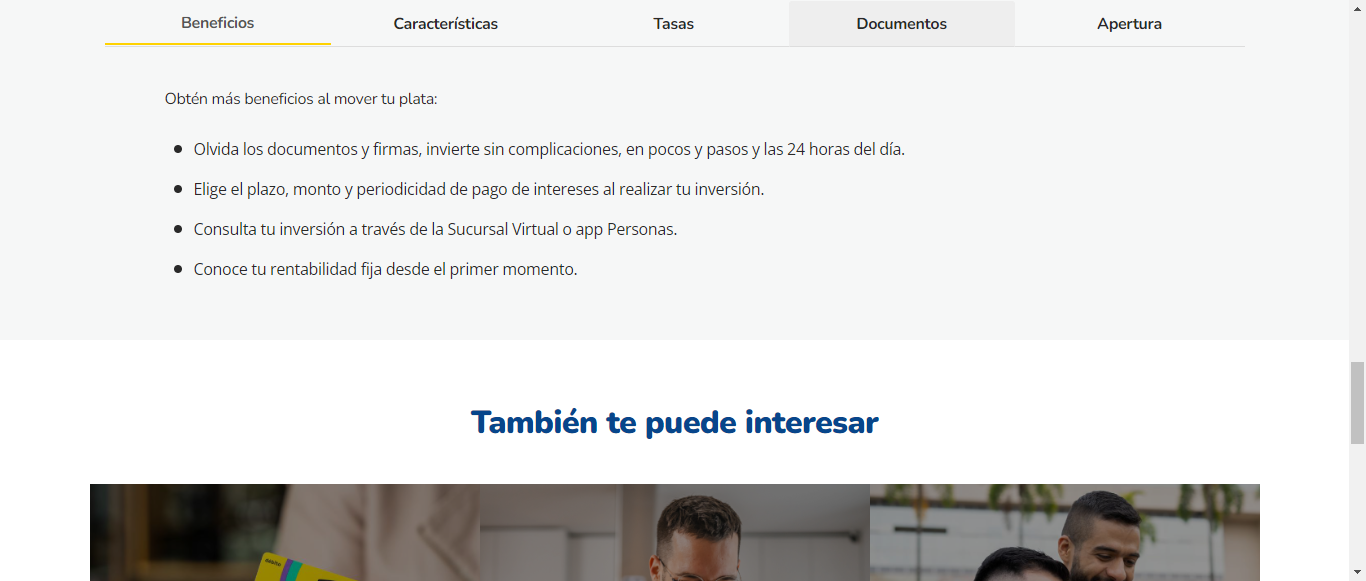 Beneficios Características Tasas Documentos Apertura
Obtén más beneficios al mover tu plata:
Olvida los documentos y firmas, invierte sin complicaciones, en pocos y pasos y las 24 horas del día.
Elige el plazo, monto y periodicidad de pago de intereses al realizar tu inversión.
Consulta tu inversión a través de la Sucursal Virtual o app Personas.
Conoce tu rentabilidad fija desde el primer momento.
También te puede interesar